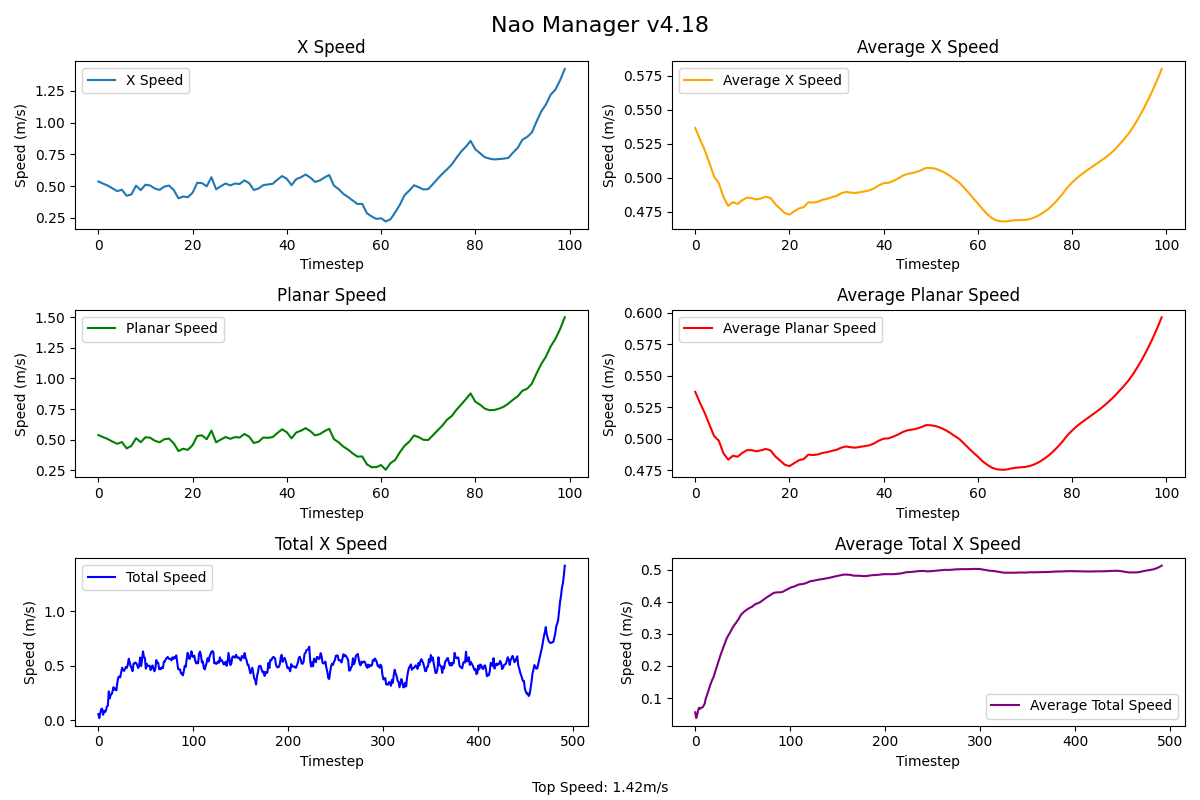 Nao Manager v4.18
X Speed
Average X Speed
Speed (m/s)
1.25
1.00
0.75
0.50
0.25
X Speed
0
20
40
60
80
100
Timestep
Speed (m/s)
0.575
0.550
0.525
0.500
0.475
Average X Speed
0
20
40
60
80
100
Timestep
Planar Speed
Average Planar Speed
Speed (m/s)
1.50
1.25
1.00
0.75
0.50
0.25
Planar Speed
0
20
40
60
80
100
Timestep
Speed (m/s)
0.600
0.575
0.550
0.525
0.500
0.475
Average Planar Speed
0
20
40
60
80
100
Timestep
Total X Speed
Average Total X Speed
Speed (m/s)
1.0
0.5
0.0
Total Speed
0
100
200
300
400
500
Timestep
Speed (m/s)
0.5
0.4
0.3
0.2
0.1
Average Total Speed
0
100
200
300
400
500
Timestep
Top Speed: 1.42m/s